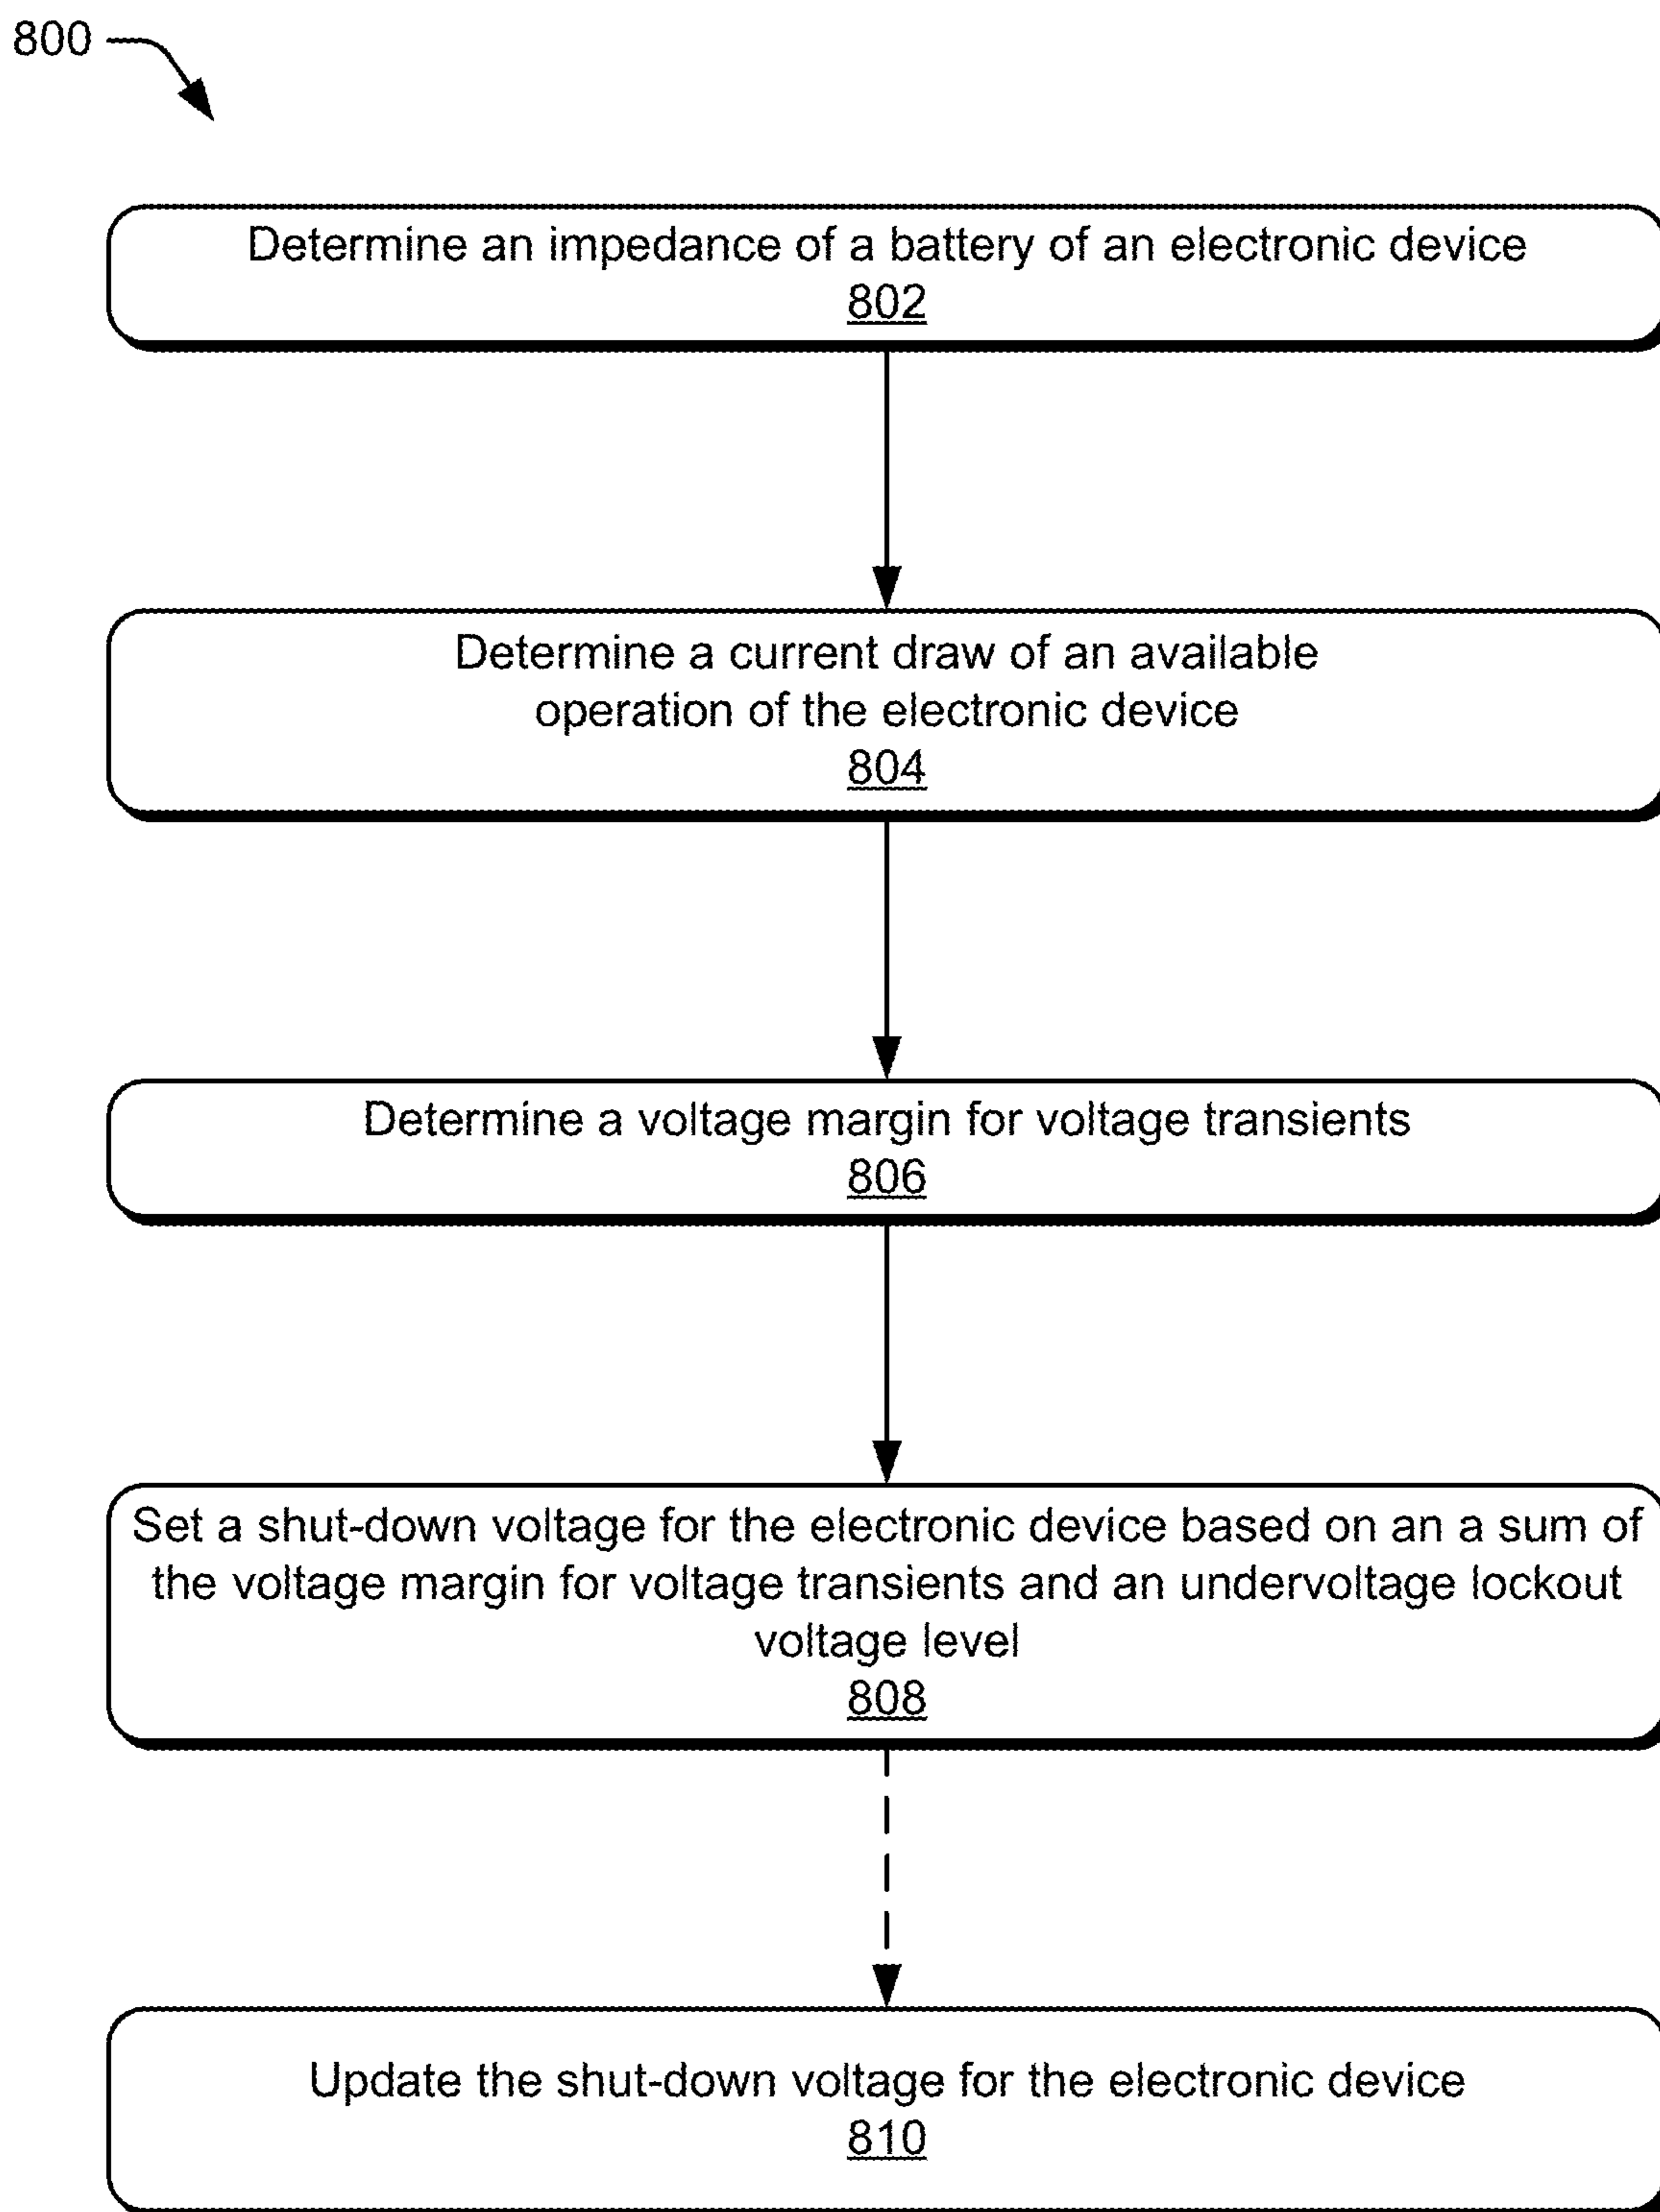 800
Determine an impedance of a battery of an electronic device
802
Determine a current draw of an available
operation of the electronic device
804
Determine a voltage margin for voltage transients
806
Set a shut-down voltage for the electronic device based on an a sum of
the voltage margin for voltage transients and an undervoltage lockout
voltage level
808
Update the shut-down voltage for the electronic device
810